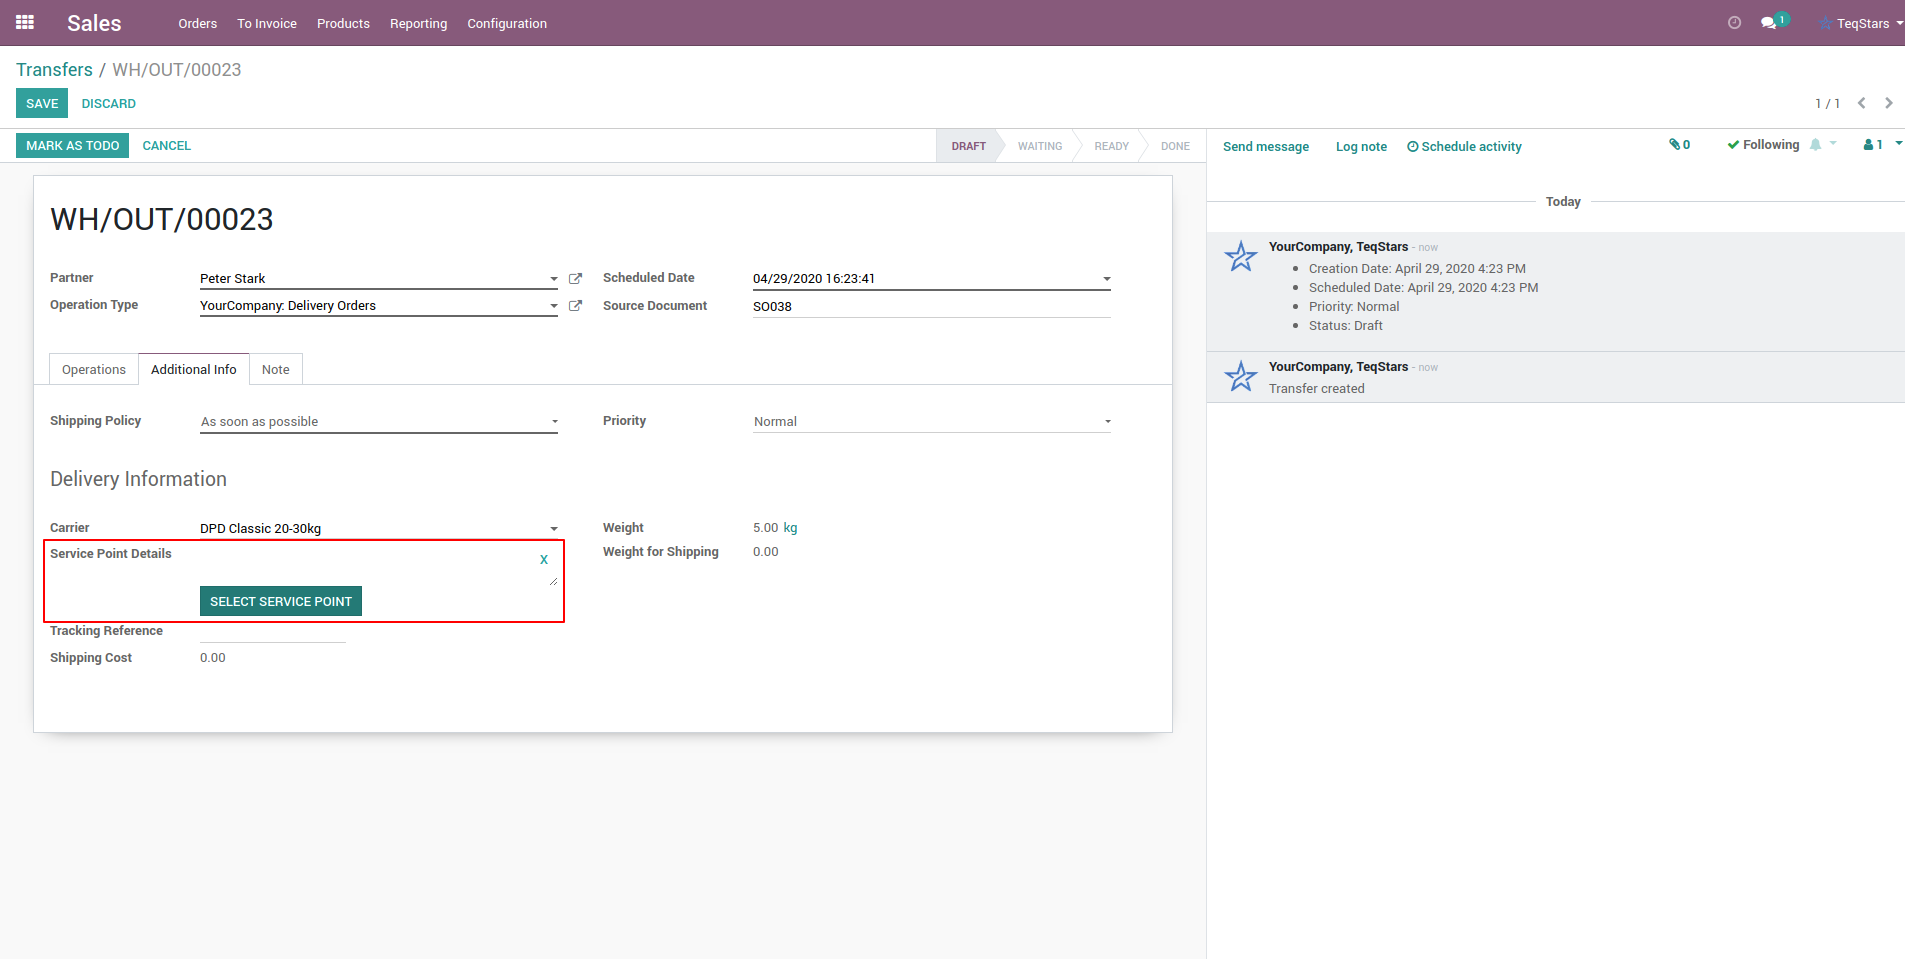 Sales Orders To Invoice Products Reporting Configuration 1 TeqStars
Transfers / WH/OUT/00023
SAVE DISCARD 1 / 1
MARK AS TODO CANCEL DRAFT WAITING READY DONE
Send message Log note Schedule activity 0 Following 1
WH/OUT/00023
Partner Peter Stark Scheduled Date 04/29/2020 16:23:41
Operation Type YourCompany: Delivery Orders Source Document SO038
Operations Additional Info Note
Shipping Policy As soon as possible Priority Normal
Delivery Information
Carrier DPD Classic 20-30kg Weight 5.00 kg
Service Point Details X Weight for Shipping 0.00
SELECT SERVICE POINT
Tracking Reference
Shipping Cost 0.00
Today
YourCompany, TeqStars - now
Creation Date: April 29, 2020 4:23 PM
Scheduled Date: April 29, 2020 4:23 PM
Priority: Normal
Status: Draft
YourCompany, TeqStars - now
Transfer created